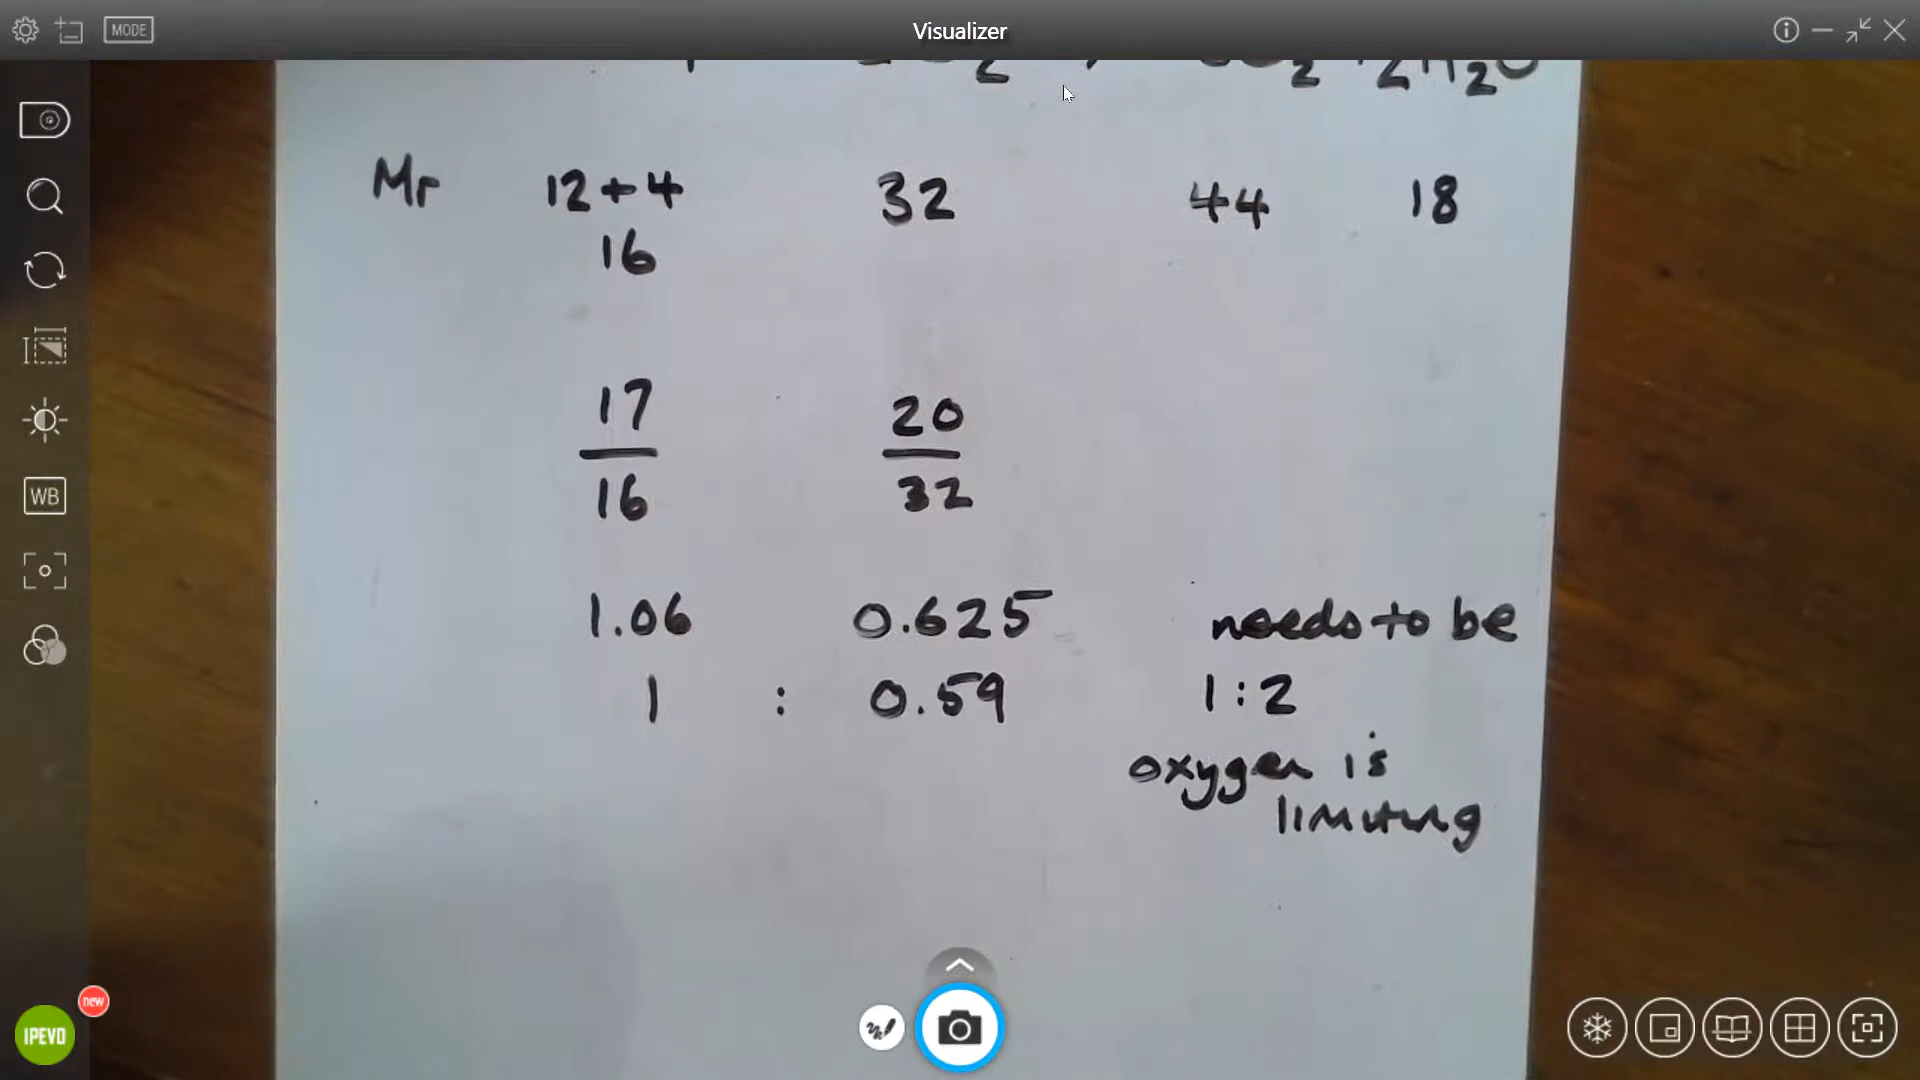 MODE
Visualizer
Mr 12+4 32 44 18
16
17 20
16 32
WB
1.06 0.625 needs to be
1 : 0.59 1:2
oxygen is
limiting
new
IPEVO